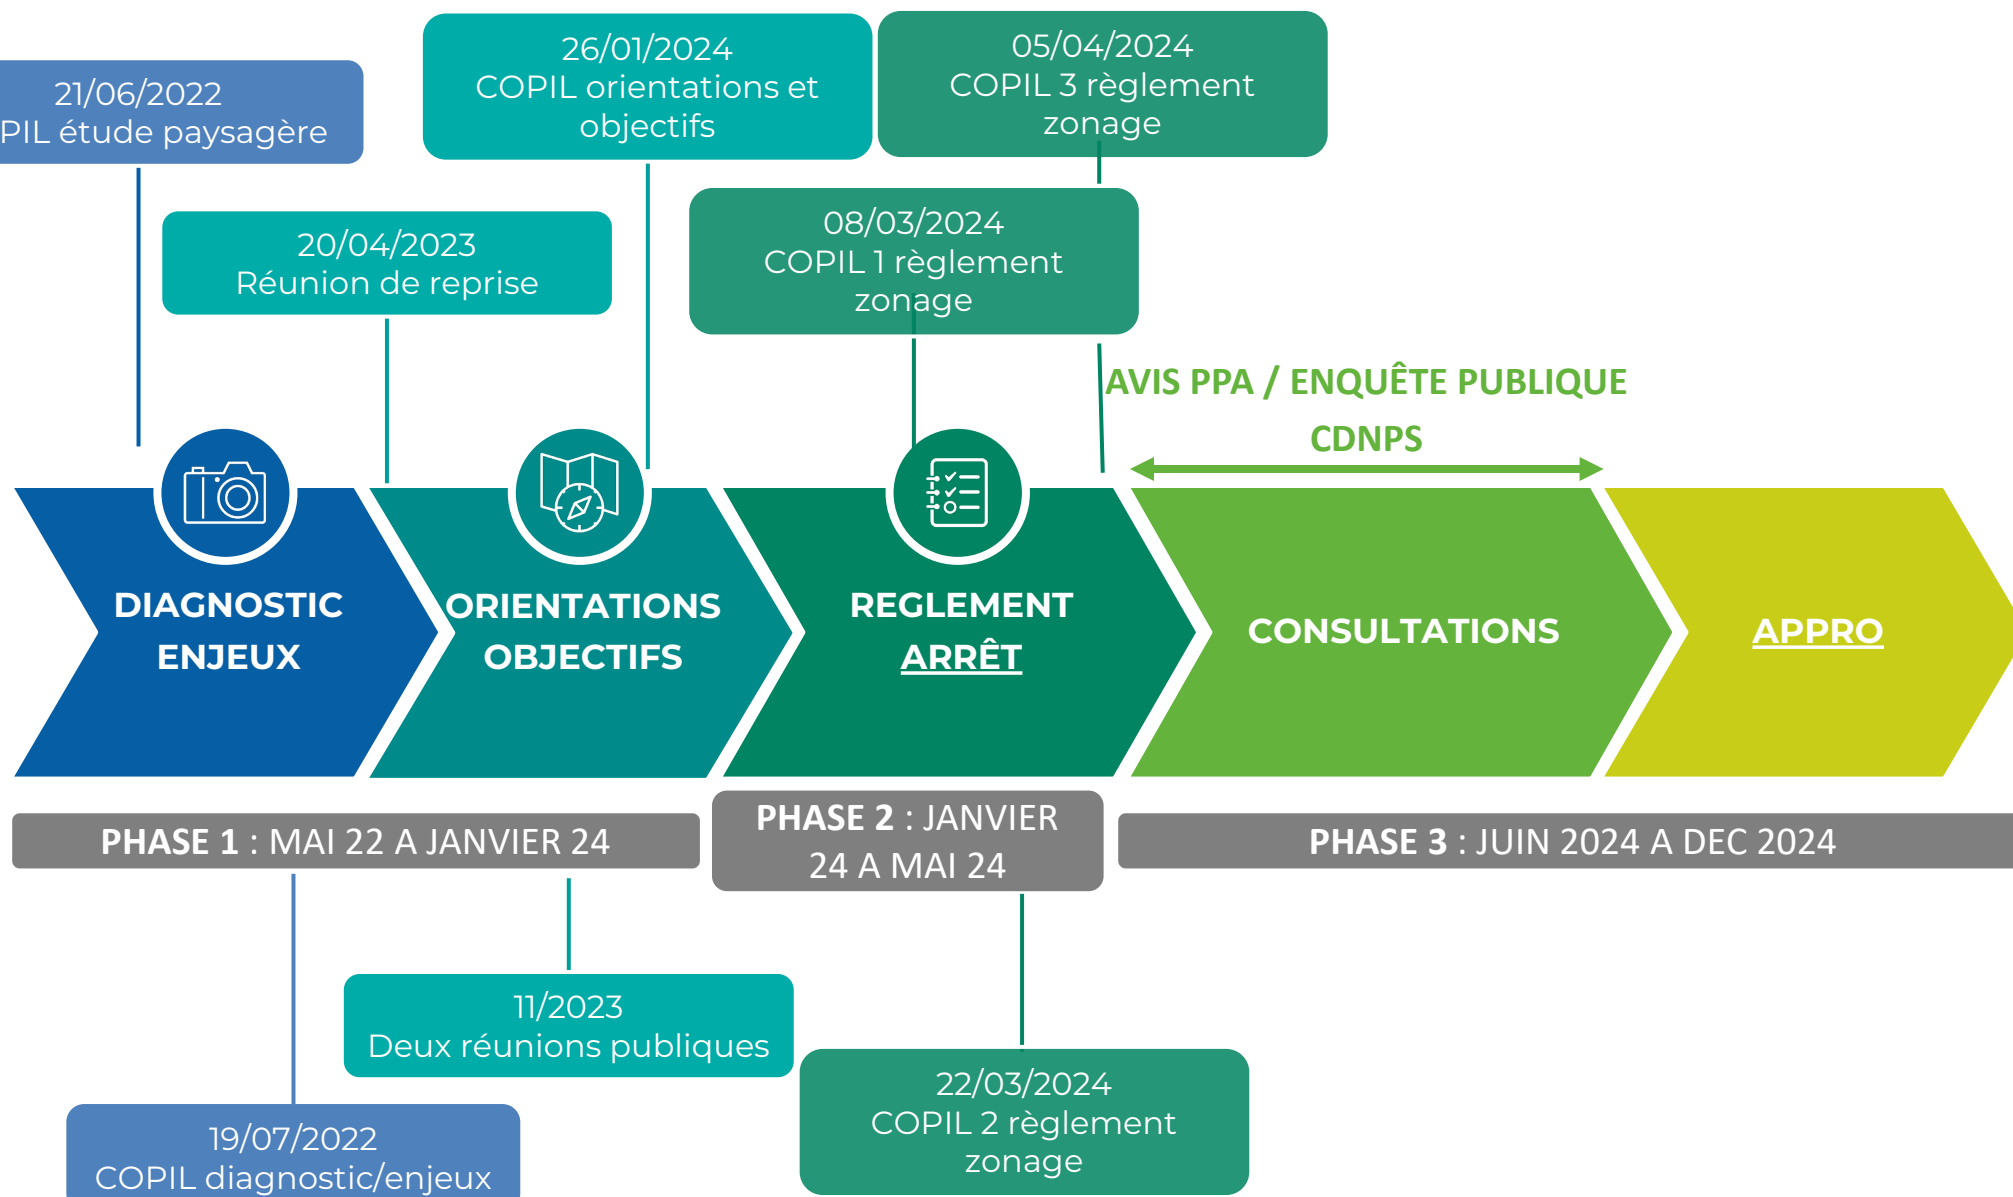 26/01/2024
COPIL orientations et
objectifs
05/04/2024
COPIL 3 règlement
zonage
21/06/2022
PIL étude paysagère
20/04/2023
Réunion de reprise
08/03/2024
COPIL 1 règlement
zonage
AVIS PPA / ENQUÊTE PUBLIQUE
CDNPS
DIAGNOSTIC
ENJEUX
ORIENTATIONS
OBJECTIFS
REGLEMENT
ARRÊT
CONSULTATIONS
APPRO
PHASE 1 : MAI 22 A JANVIER 24
PHASE 2 : JANVIER
24 A MAI 24
PHASE 3 : JUIN 2024 A DEC 2024
11/2023
Deux réunions publiques
22/03/2024
COPIL 2 règlement
zonage
19/07/2022
COPIL diagnostic/enjeux